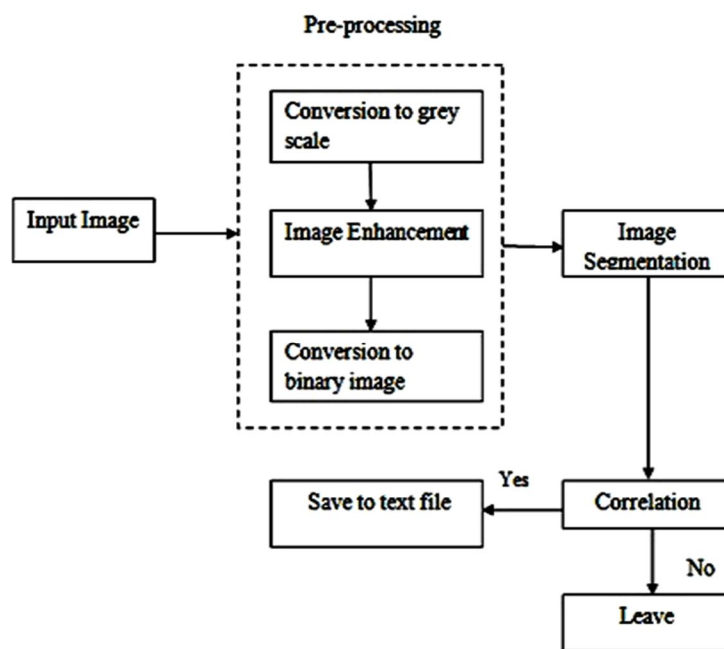 Pre-processing
Conversion to grey
scale
Input Image
Image Enhancement
Image
Segmentation
Conversion to
binary image
Yes
Save to text file
Correlation
No
Leave